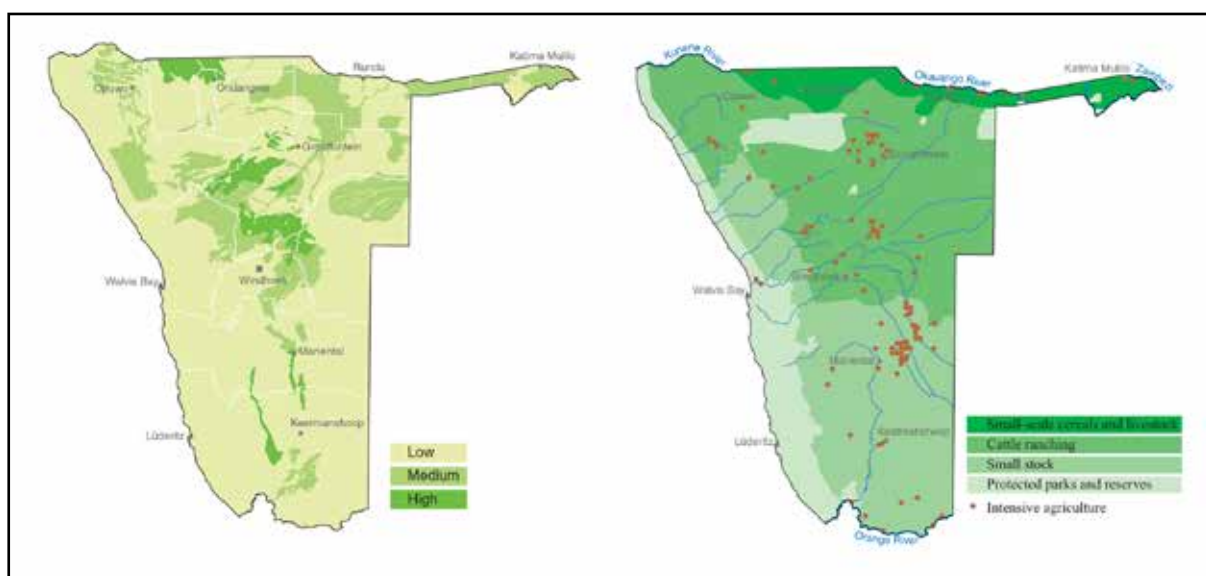 Katima Mulilo
Rundu
Opuwo
Ondangwa
Grootfontein
Walvis Bay
Windhoek
Mariental
Keetmanshoop
Lüderitz
Low
Medium
High
Kunene River
Okavango River
Katima Mulilo
Zambezi
Walvis Bay
Mariental
Keetmanshoop
Lüderitz
Small-scale cereals and livestock
Cattle ranching
Small stock
Protected parks and reserves
Intensive agriculture
Orange River